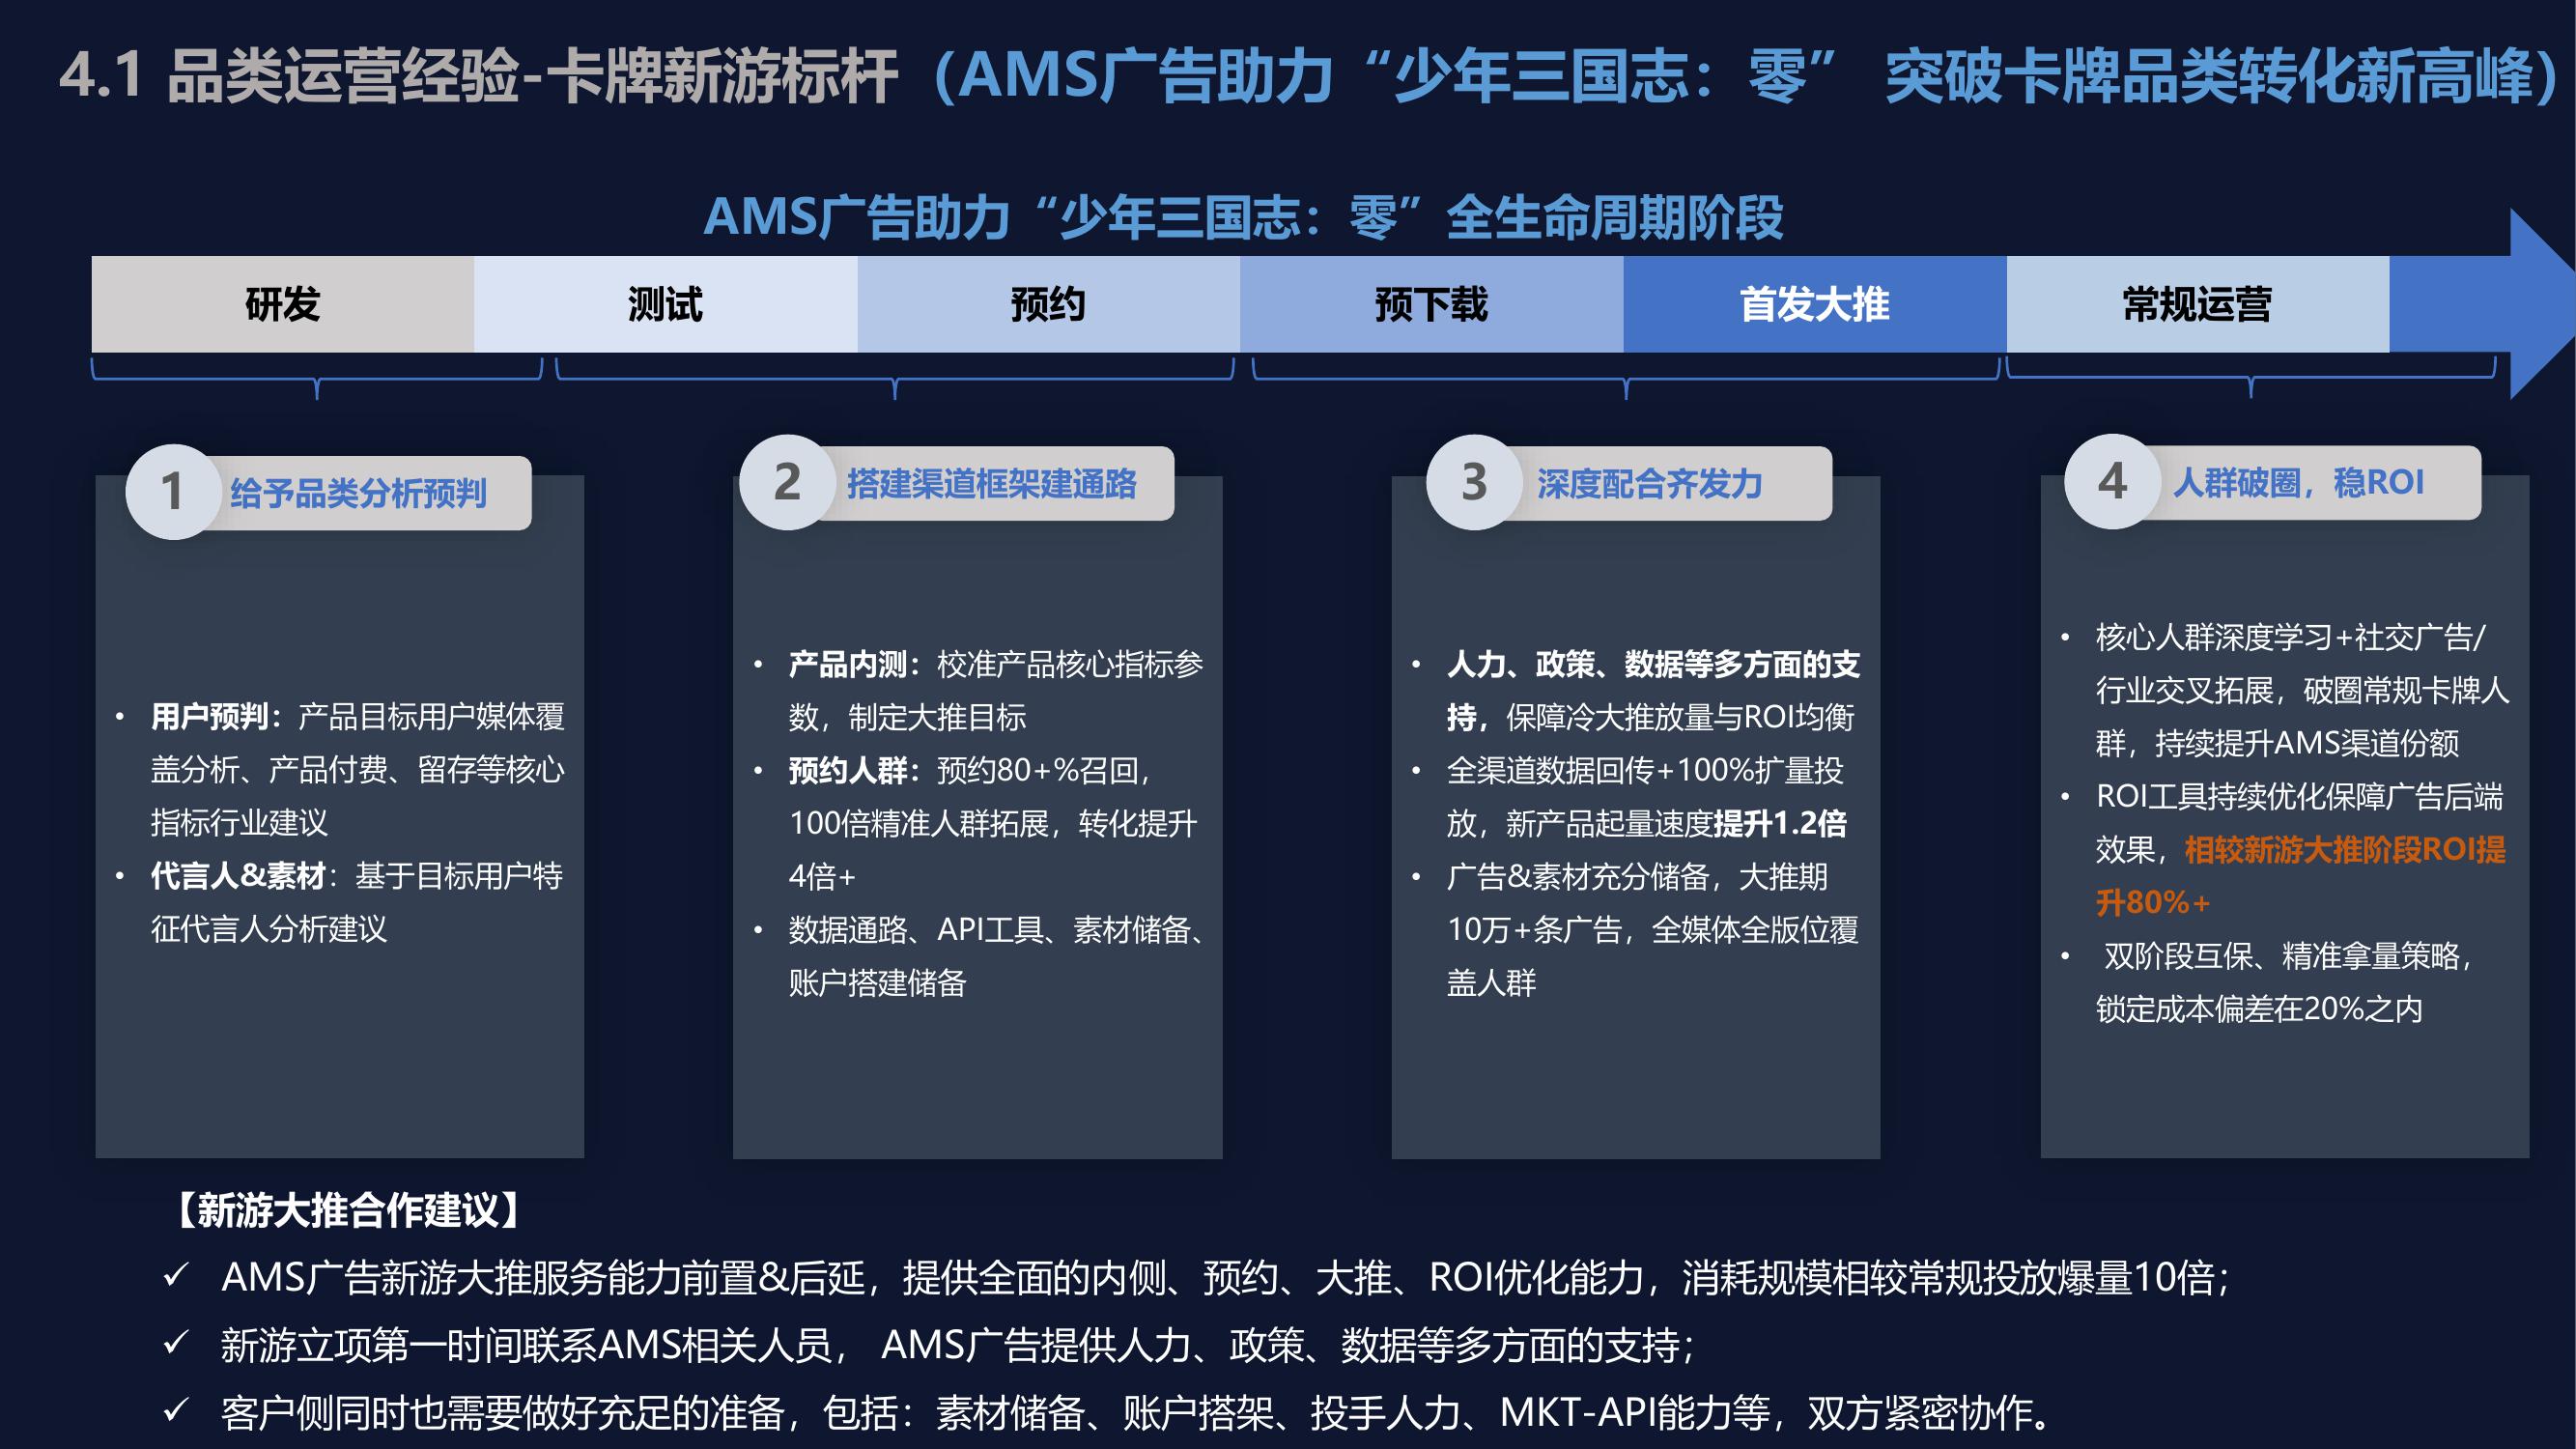 4.1 品类运营经验-卡牌新游标杆（AMS广告助力“少年三国志：零” 突破卡牌品类转化新高峰）
AMS广告助力“少年三国志：零”全生命周期阶段
研发
测试
预约
预下载
首发大推
常规运营
1
给予品类分析预判
• 用户预判：产品目标用户媒体覆
盖分析、产品付费、留存等核心
指标行业建议
• 代言人&素材：基于目标用户特
征代言人分析建议
2
搭建渠道框架建通路
• 产品内测：校准产品核心指标参
数，制定大推目标
• 预约人群：预约80+%召回，
100倍精准人群拓展，转化提升
4倍+
• 数据通路、API工具、素材储备、
账户搭建储备
3
深度配合齐发力
• 人力、政策、数据等多方面的支
持，保障冷大推放量与ROI均衡
• 全渠道数据回传+100%扩量投
放，新产品起量速度提升1.2倍
• 广告&素材充分储备，大推期
10万+条广告，全媒体全版位覆
盖人群
4
人群破圈，稳ROI
• 核心人群深度学习+社交广告/
行业交叉拓展，破圈常规卡牌人
群，持续提升AMS渠道份额
• ROI工具持续优化保障广告后端
效果，相较新游大推阶段ROI提
升80%+
• 双阶段互保、精准拿量策略，
锁定成本偏差在20%之内
【新游大推合作建议】
✓ AMS广告新游大推服务能力前置&后延，提供全面的内侧、预约、大推、ROI优化能力，消耗规模相较常规投放爆量10倍；
✓ 新游立项第一时间联系AMS相关人员， AMS广告提供人力、政策、数据等多方面的支持；
✓ 客户侧同时也需要做好充足的准备，包括：素材储备、账户搭架、投手人力、MKT-API能力等，双方紧密协作。